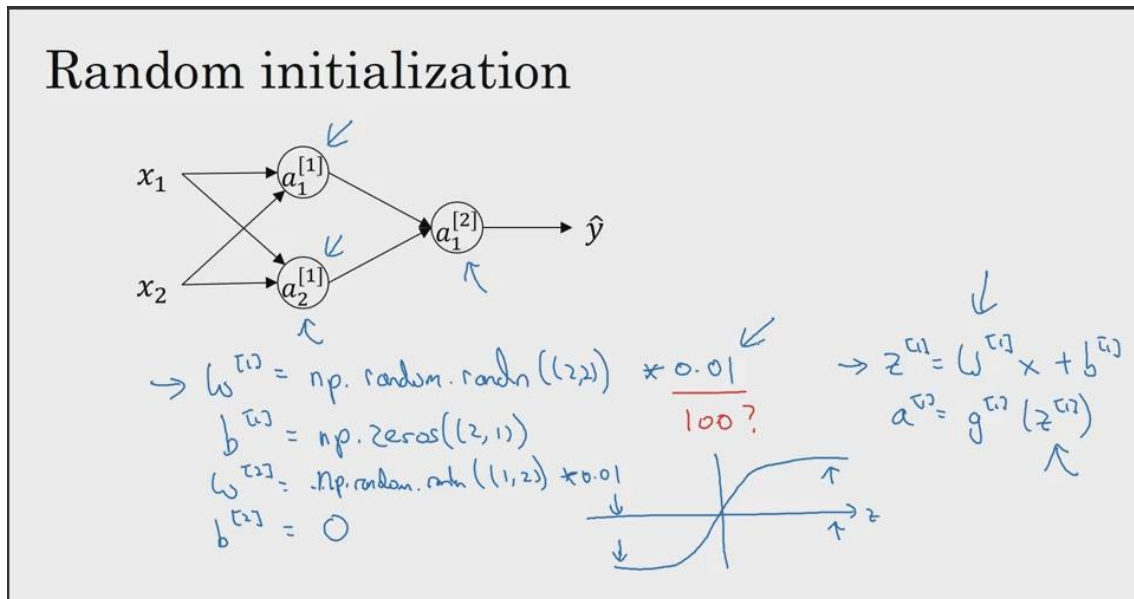 Random initialization
x₁
x₂
a₁^[1]
a₂^[1]
a₁^[2]
ŷ
→ W^[1] = np.random.randn((2,2)) * 0.01
100?
b^[1] = np.zeros((2,1))
W^[2] = np.random.randn((1,2)) * 0.01
b^[2] = 0
z
→ z^[1] = W^[1] x + b^[1]
a^[1] = g^[1] (z^[1])